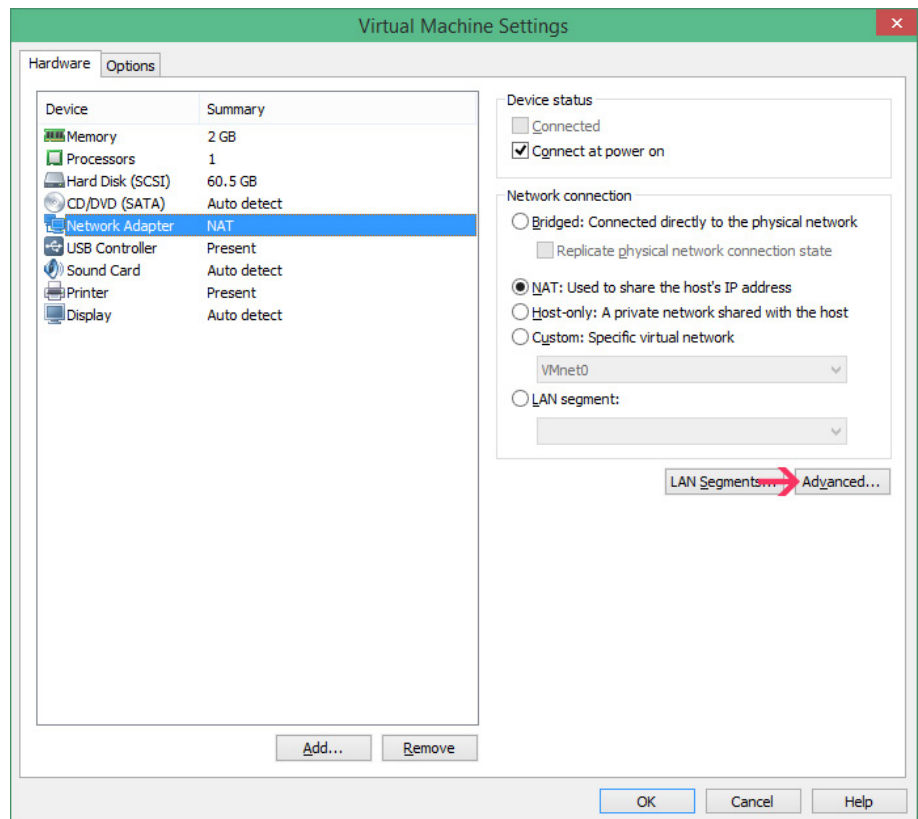 Virtual Machine Settings
Hardware Options
Device Summary
Memory 2 GB
Processors 1
Hard Disk (SCSI) 60.5 GB
CD/DVD (SATA) Auto detect
Network Adapter NAT
USB Controller Present
Sound Card Auto detect
Printer Present
Display Auto detect
Add... Remove
Device status
Connected
Connect at power on
Network connection
Bridged: Connected directly to the physical network
Replicate physical network connection state
NAT: Used to share the host's IP address
Host-only: A private network shared with the host
Custom: Specific virtual network
VMnet0
LAN segment:
LAN Segments... Advanced...
OK Cancel Help